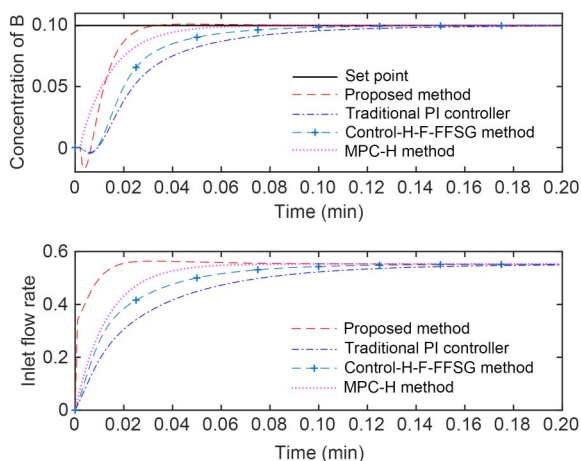 0.10
0.05
0
Concentration of B
Set point
Proposed method
Traditional PI controller
Control-H-F-FFSG method
MPC-H method
0 0.02 0.04 0.06 0.08 0.10 0.12 0.14 0.16 0.18 0.20
Time (min)
0.6
0.4
0.2
0
Inlet flow rate
Proposed method
Traditional PI controller
Control-H-F-FFSG method
MPC-H method
0 0.02 0.04 0.06 0.08 0.10 0.12 0.14 0.16 0.18 0.20
Time (min)